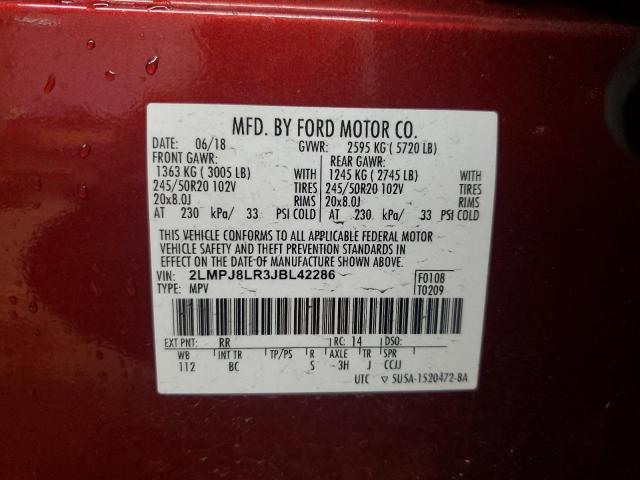 MFD. BY FORD MOTOR CO.
DATE: 06/18 GVWR: 2595 KG ( 5720 LB)
FRONT GAWR: REAR GAWR:
1363 KG ( 3005 LB) WITH 1245 KG ( 2745 LB) WITH
245/50R20 102V TIRES 245/50R20 102V TIRES
20x8.0J RIMS 20x8.0J RIMS
AT 230 kPa/ 33 PSI COLD AT 230 kPa/ 33 PSI COLD
THIS VEHICLE CONFORMS TO ALL APPLICABLE FEDERAL MOTOR
VEHICLE SAFETY AND THEFT PREVENTION STANDARDS IN
EFFECT ON THE DATE OF MANUFACTURE SHOWN ABOVE.
VIN: 2LMPJ8LR3JBL42286 F0108
TYPE: MPV T0209
EXT PNT: RR RC: 14 DSO:
WB INT TR TP/PS R AXLE TR SPR
112 BC S 3H J CCJJ
UTC ▽ 5U5A-1520472-BA